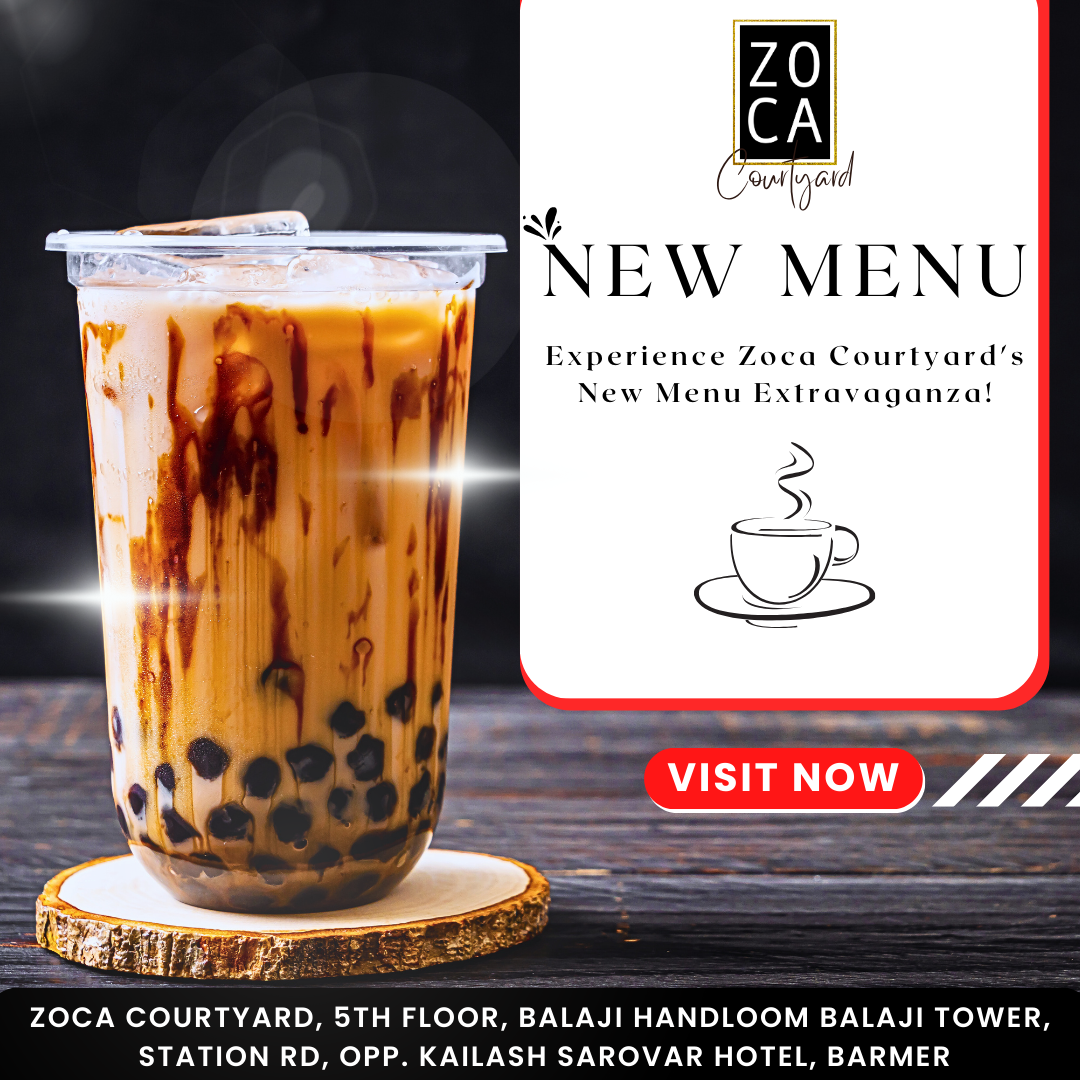 ZO
CA
Courtyard
NEW MENU
Experience Zoca Courtyard's
New Menu Extravaganza!
VISIT NOW
ZOCA COURTYARD, 5TH FLOOR, BALAJI HANDLOOM BALAJI TOWER,
STATION RD, OPP. KAILASH SAROVAR HOTEL, BARMER